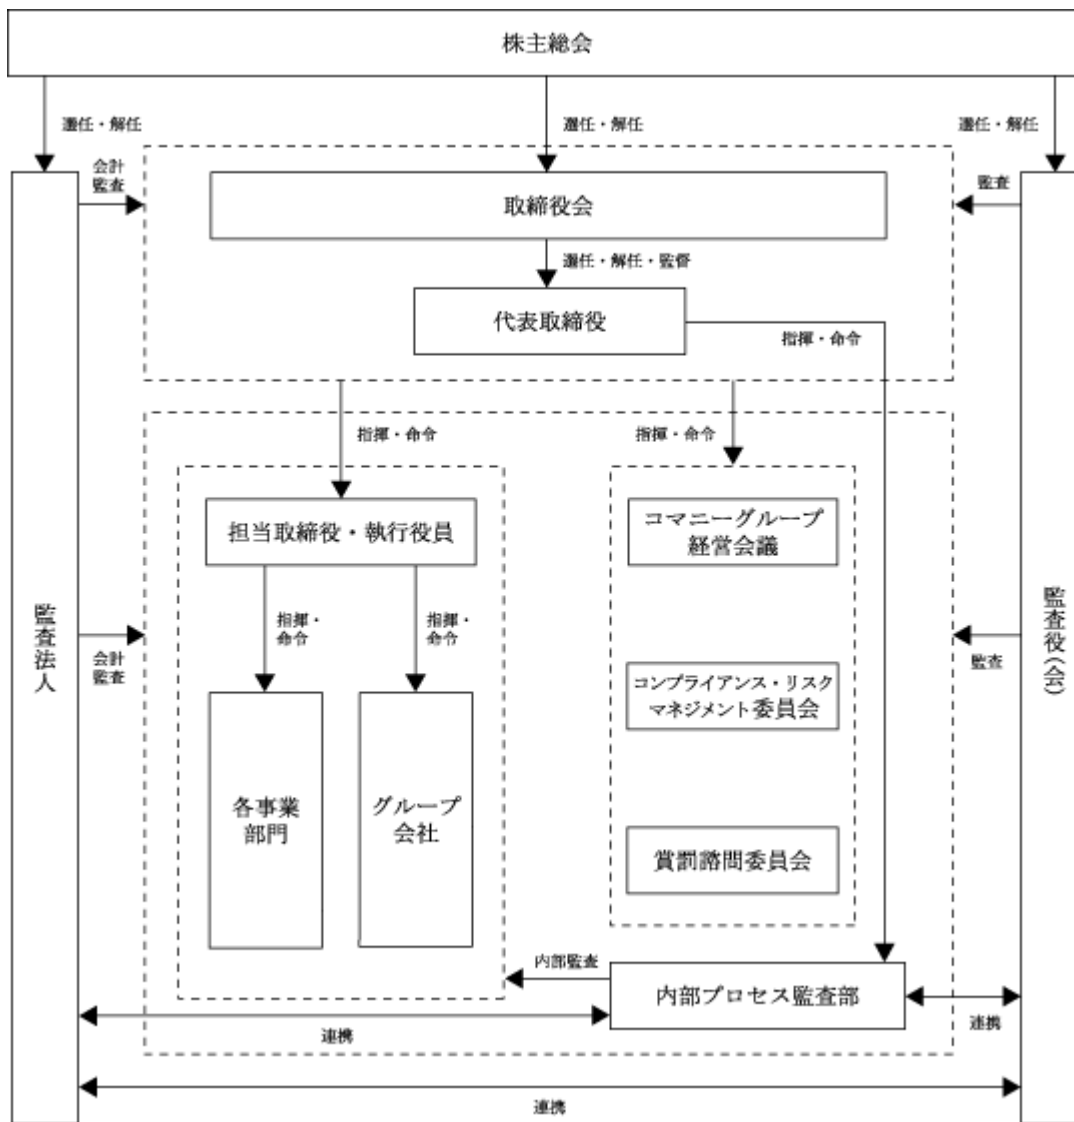 株主総会
選任・解任
選任・解任
選任・解任
会計
監査
監査
取締役会
選任・解任・監督
代表取締役
指揮・命令
指揮・命令
指揮・命令
担当取締役・執行役員
コマニーグループ
経営会議
指揮・
命令
指揮・
命令
監査法人
会計
監査
監査
監査役(会)
コンプライアンス・リスク
マネジメント委員会
各事業
部門
グループ
会社
賞罰諮問委員会
内部監査
内部プロセス監査部
連携
連携
連携